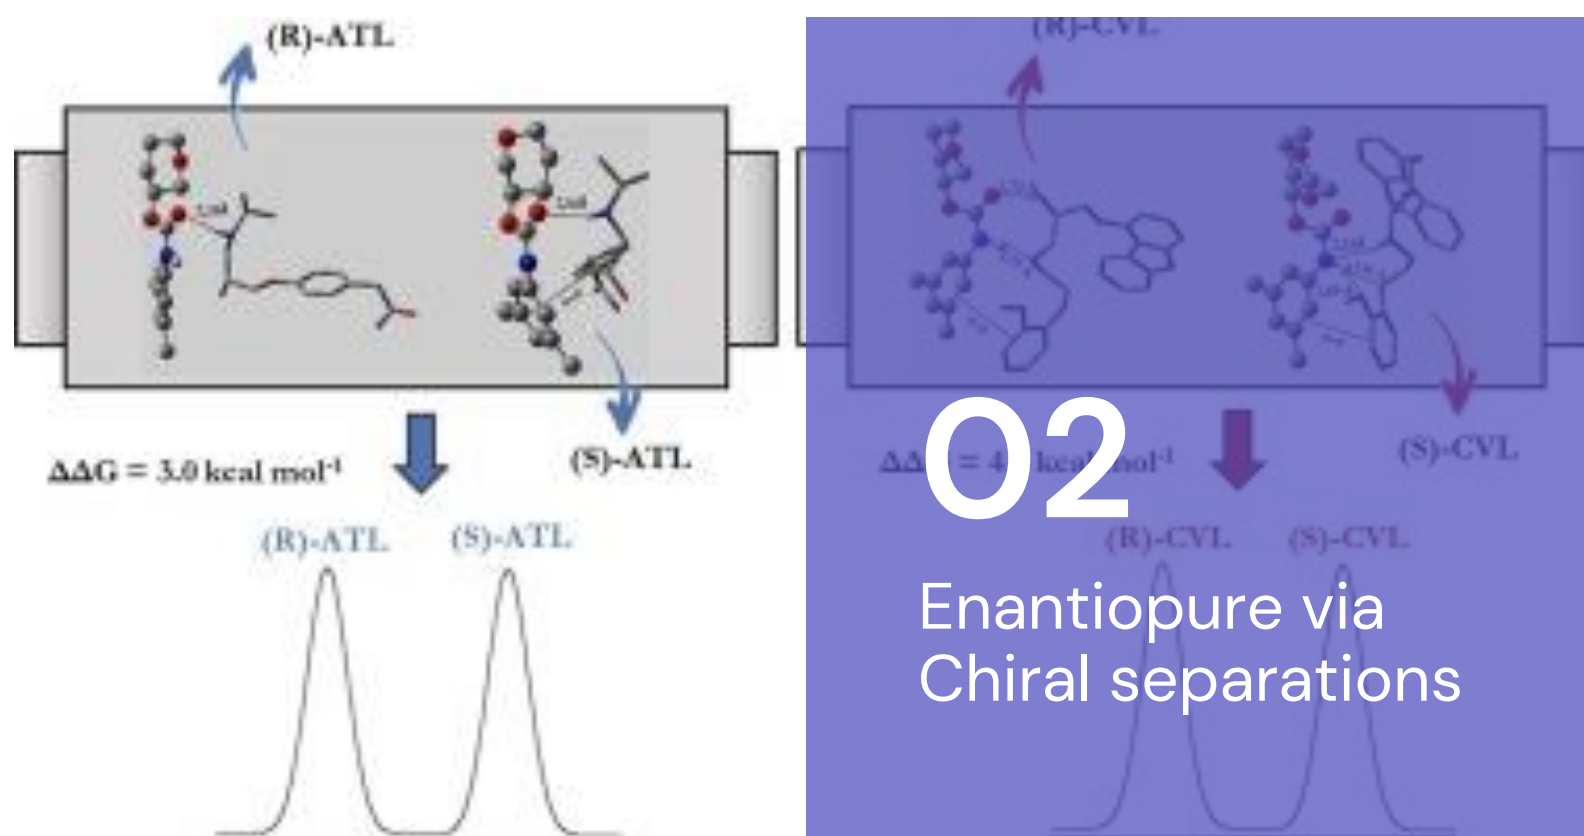 (R)-ATL
(R)-CVL
ΔΔG = 3.0 kcal mol-1
(S)-ATL
(S)-CVL
(R)-ATL
(S)-ATL
(R)-CVL
(S)-CVL
02
Enantiopure via
Chiral separations